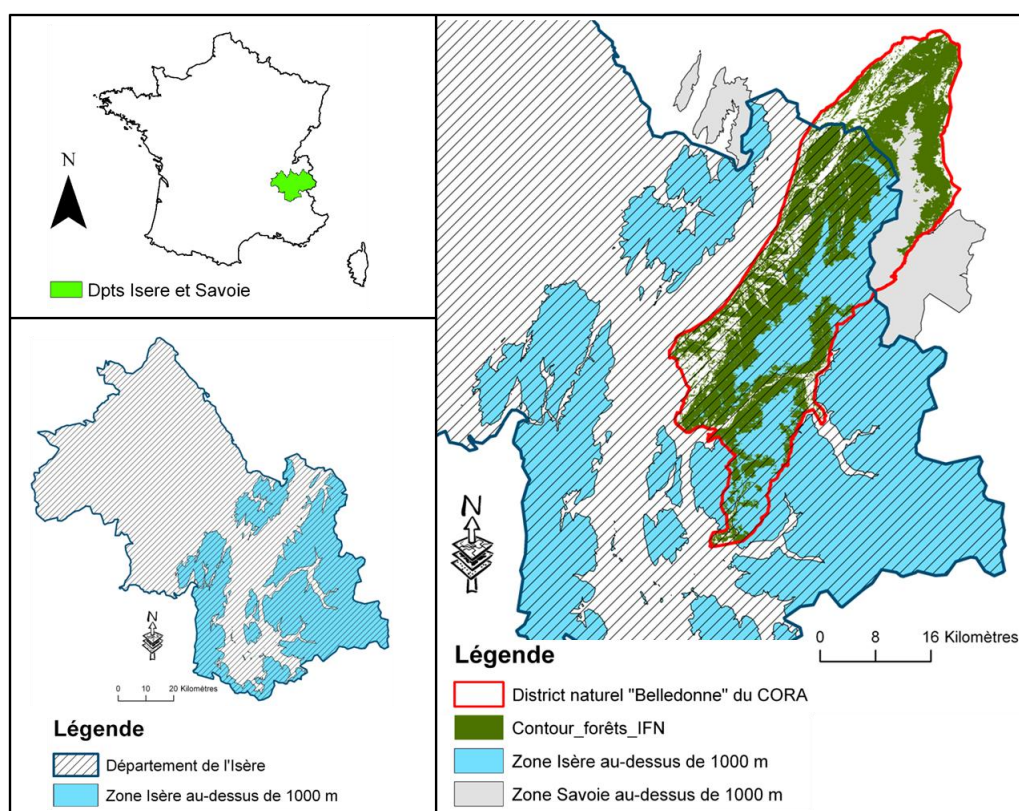 N
Dpts Isere et Savoie
N
0 10 20 Kilomètres
Légende
Département de l'Isère
Zone Isère au-dessus de 1000 m
N
0 8 16 Kilomètres
Légende
District naturel "Belledonne" du CORA
Contour_forêts_IFN
Zone Isère au-dessus de 1000 m
Zone Savoie au-dessus de 1000 m